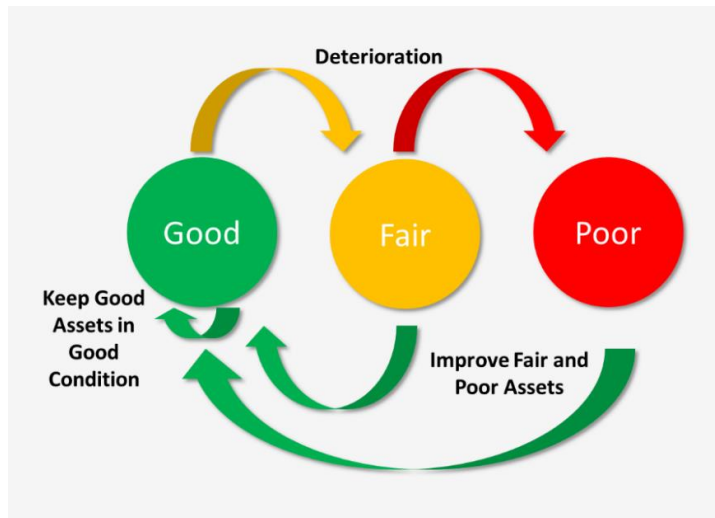 Deterioration
Good
Fair
Poor
Keep Good
Assets in
Good
Condition
Improve Fair and
Poor Assets